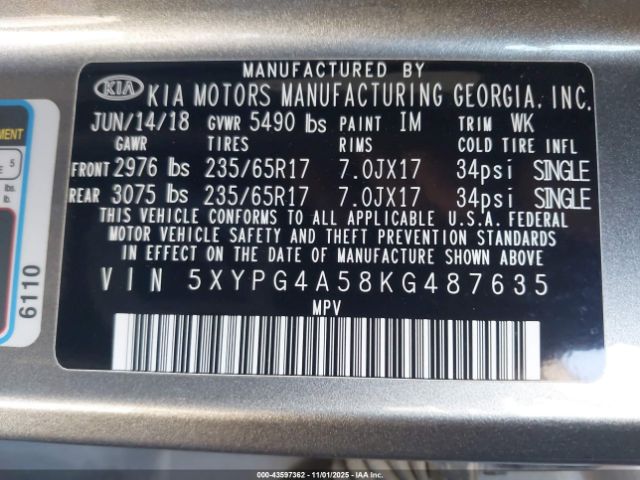 MANUFACTURED BY
KIA KIA MOTORS MANUFACTURING GEORGIA, INC.
JUN/14/18 GVWR 5490 lbs PAINT IM TRIM WK
GAWR TIRES RIMS COLD TIRE INFL
FRONT 2976 lbs 235/65R17 7.0JX17 34psi SINGLE
REAR 3075 lbs 235/65R17 7.0JX17 34psi SINGLE
THIS VEHICLE CONFORMS TO ALL APPLICABLE U.S.A. FEDERAL
MOTOR VEHICLE SAFETY AND THEFT PREVENTION STANDARDS
IN EFFECT ON THE DATE OF MANUFACTURE SHOWN ABOVE
VIN 5XYPG4A58KG487635
MPV
5
lbs.
lb.
6110
000-43597362 - 11/01/2025 - IAA Inc.